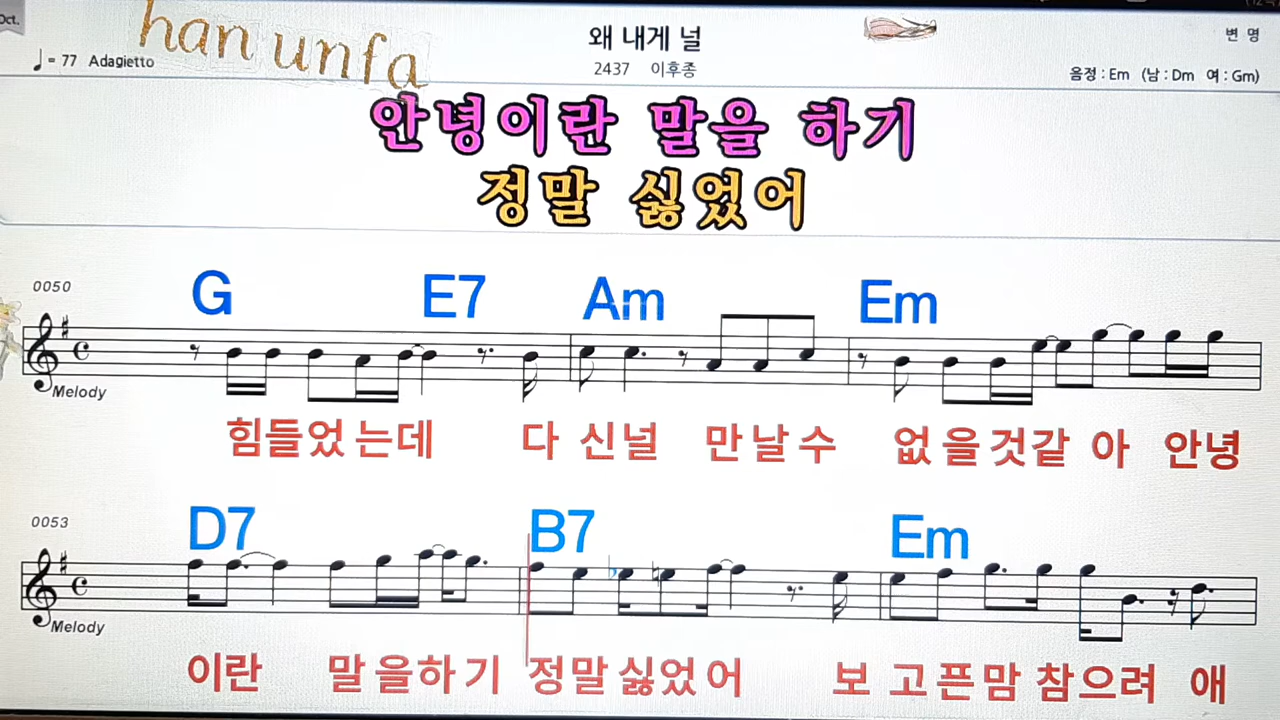 Oct.
han unfa
왜 내게 널
변 명
♩= 77 Adagietto
2437 이후종
음정 : Em (남 : Dm 여 : Gm)
안녕이란 말을 하기
정말 싫었어
0050
G E7 Am Em
Melody
힘들었 는데 다 신널 만날수 없을것같 아 안녕
0053
D7 B7 Em
Melody
이란 말을하기 정말싫었어 보 고픈맘 참으려 애